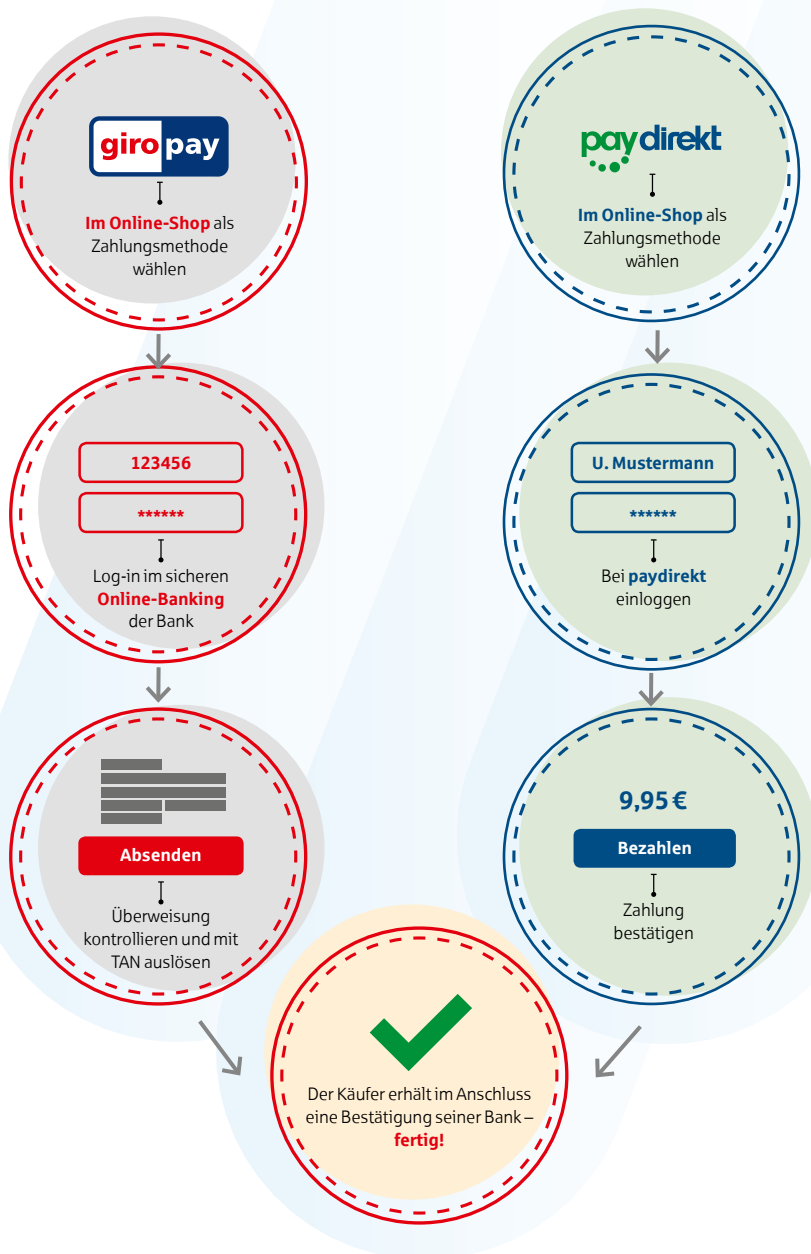 giropay
Im Online-Shop als
Zahlungsmethode
wählen
123456
******
Log-in im sicheren
Online-Banking
der Bank
Absenden
Überweisung
kontrollieren und mit
TAN auslösen
paydirekt
Im Online-Shop als
Zahlungsmethode
wählen
U. Mustermann
******
Bei paydirekt
einloggen
9,95 €
Bezahlen
Zahlung
bestätigen
Der Käufer erhält im Anschluss
eine Bestätigung seiner Bank –
fertig!